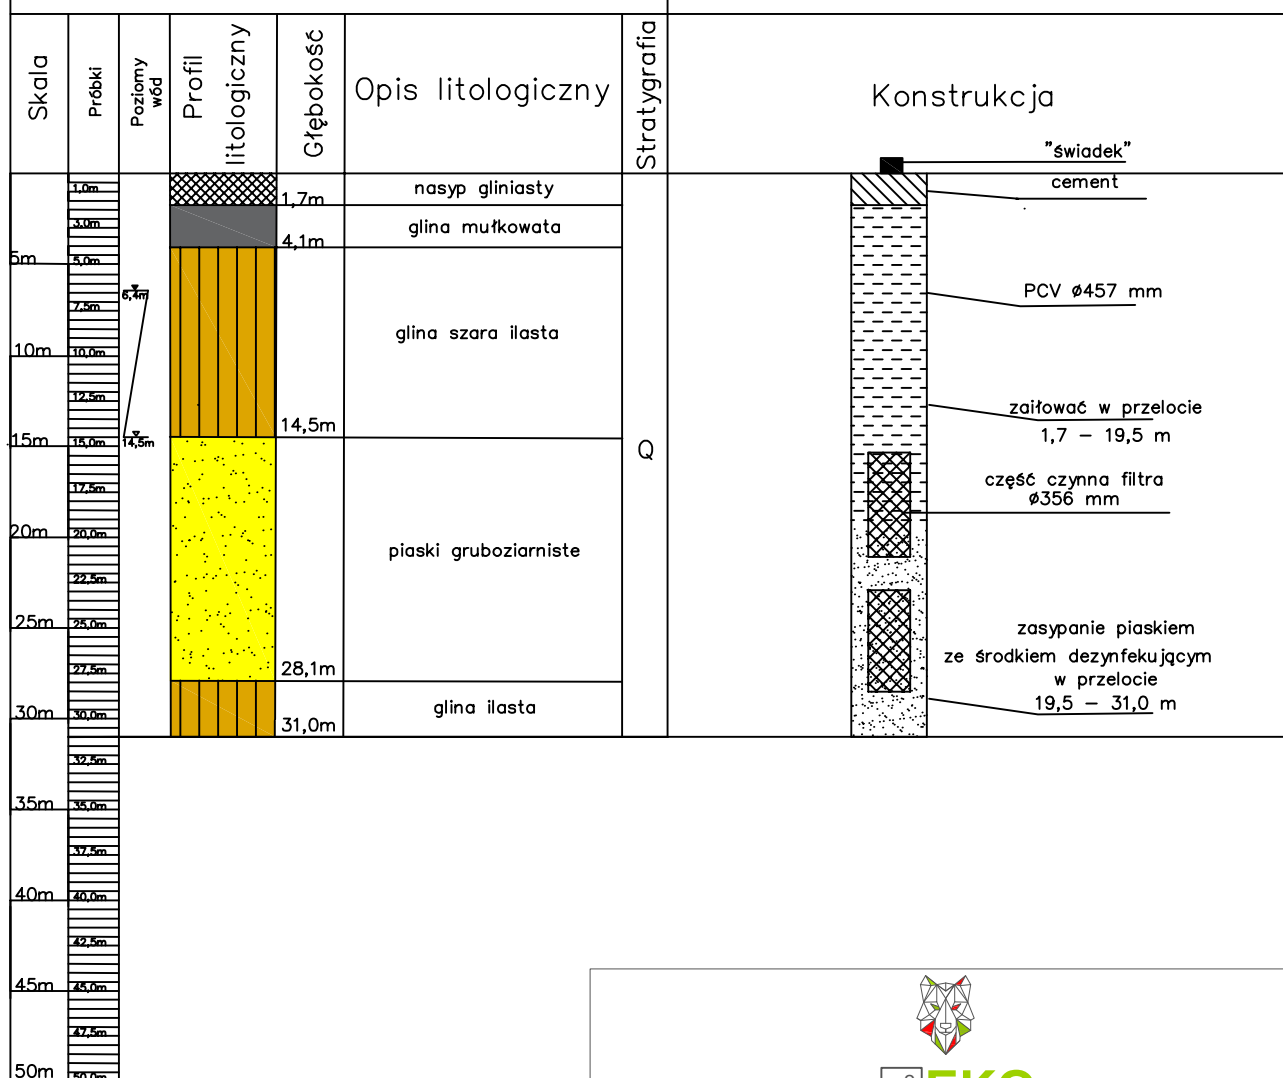 Skala
Próbki
Poziomy
wód
Profil
litologiczny
Głębokość
Opis litologiczny
Stratygrafia
Konstrukcja
"świadek"
cement
1,0m
3,0m
5m
5,0m
7,5m
10m
10,0m
12,5m
15m
15,0m
17,5m
20m
20,0m
22,5m
25m
25,0m
27,5m
30m
30,0m
32,5m
35m
35,0m
37,5m
40m
40,0m
42,5m
45m
45,0m
47,5m
50m
50,0m
6,4m
14,5m
1,7m
4,1m
14,5m
28,1m
31,0m
nasyp gliniasty
glina mułkowata
glina szara ilasta
piaski gruboziarniste
glina ilasta
Q
PCV ø457 mm
zaiłować w przelocie
1,7 – 19,5 m
część czynna filtra
ø356 mm
zasypanie piaskiem
ze środkiem dezynfekującym
w przelocie
19,5 – 31,0 m
EKO